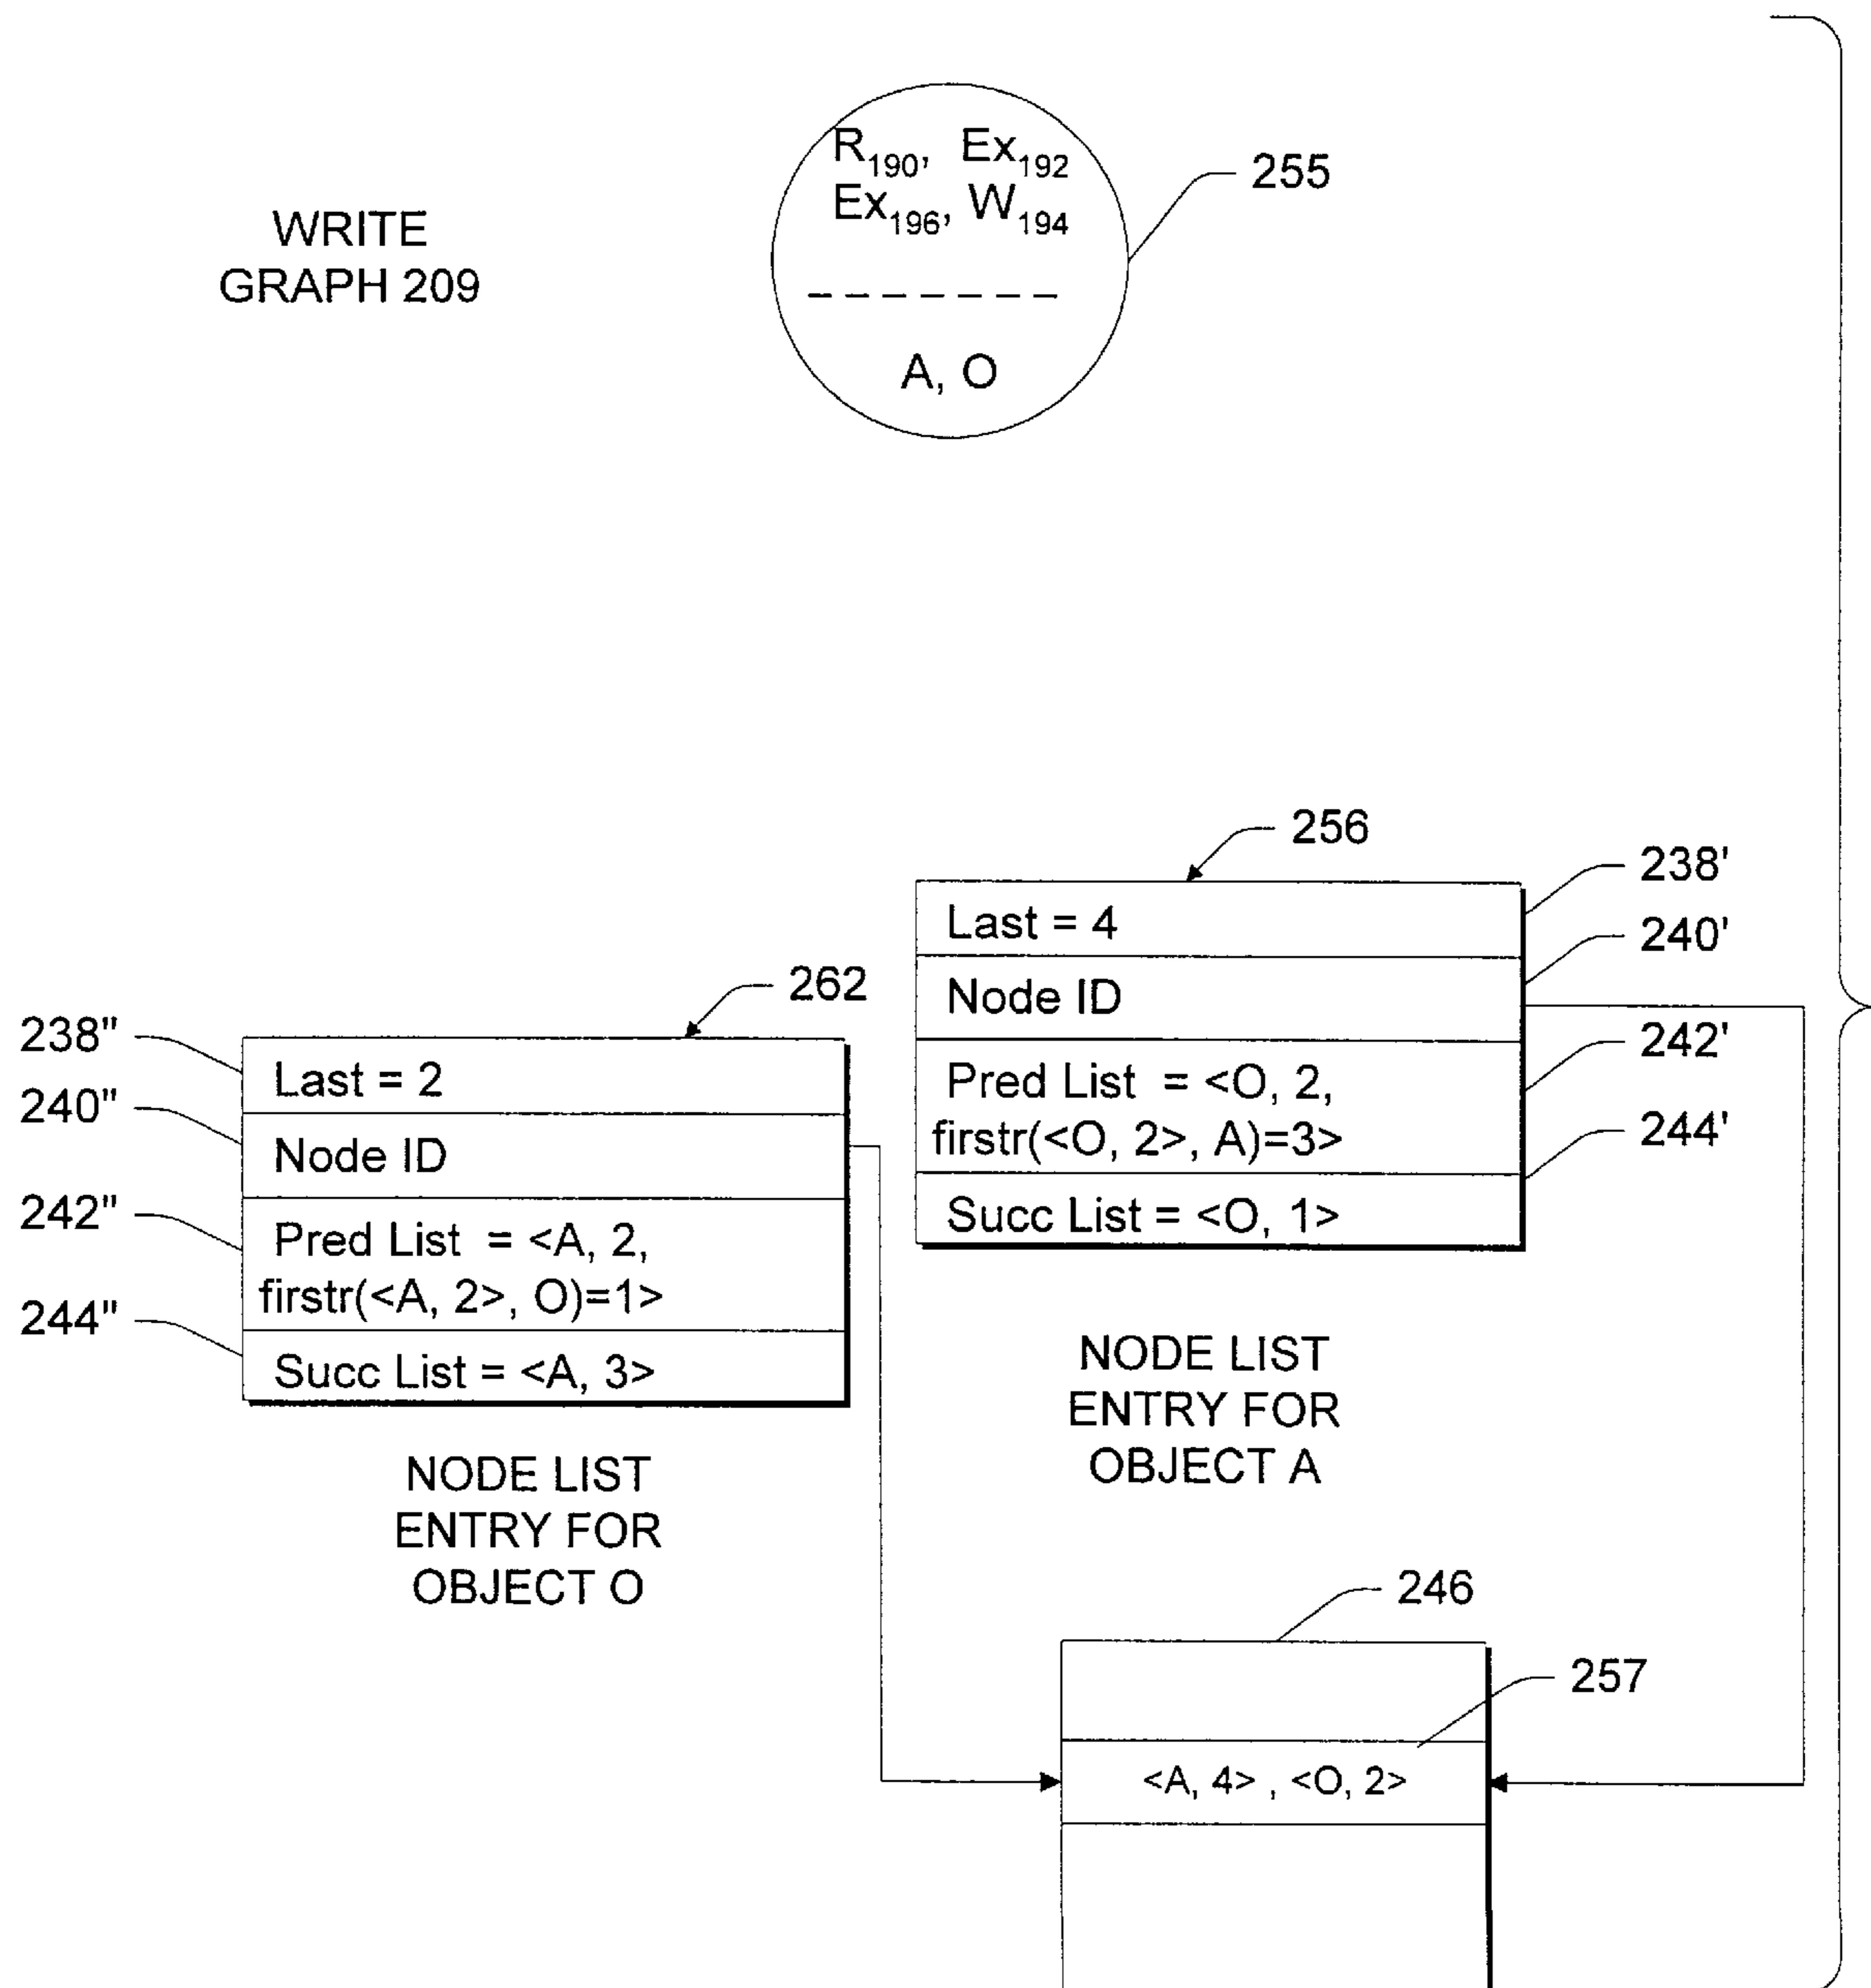 WRITE
GRAPH 209
R190, Ex192
Ex196, W194
A, O
255
256
Last = 4
Node ID
Pred List = <O, 2,
firstr(<O, 2>, A)=3>
Succ List = <O, 1>
238'
240'
242'
244'
NODE LIST
ENTRY FOR
OBJECT A
262
238"
240"
242"
244"
Last = 2
Node ID
Pred List = <A, 2,
firstr(<A, 2>, O)=1>
Succ List = <A, 3>
NODE LIST
ENTRY FOR
OBJECT O
246
257
<A, 4> , <O, 2>